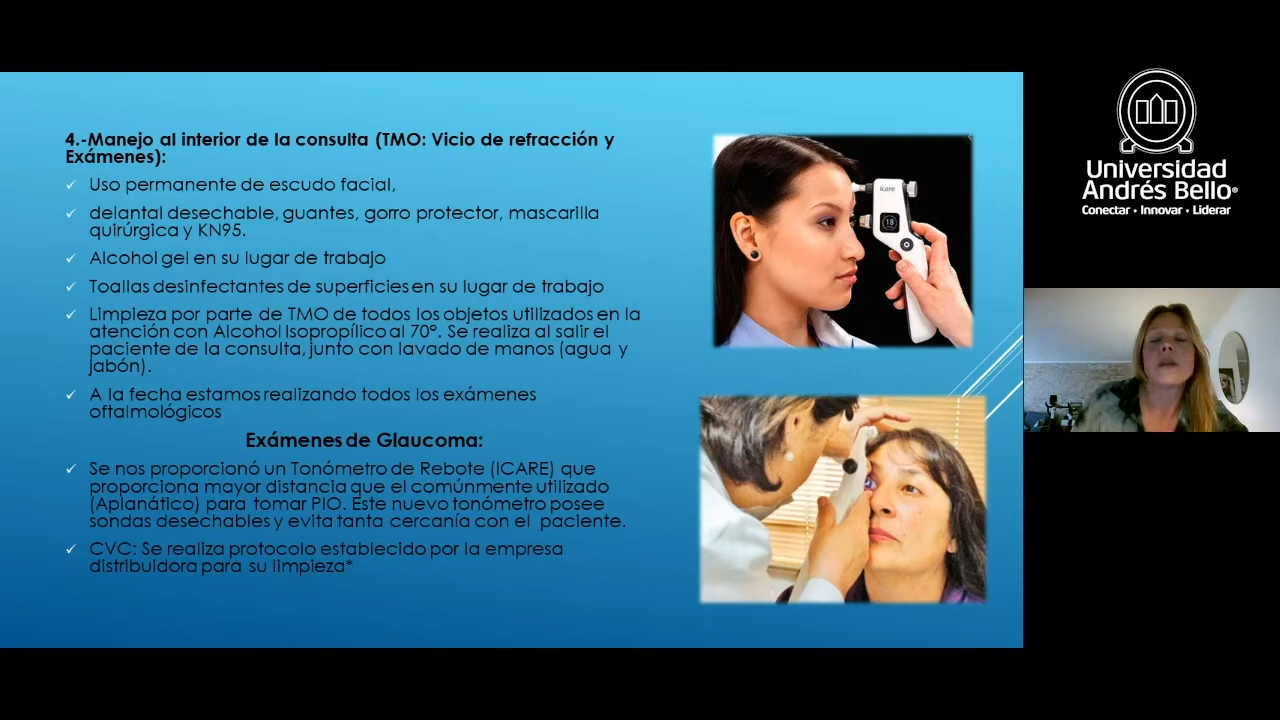 4.-Manejo al interior de la consulta (TMO: Vicio de refracción y
Exámenes):
Uso permanente de escudo facial,
delantal desechable, guantes, gorro protector, mascarilla
quirúrgica y KN95.
Alcohol gel en su lugar de trabajo
Toallas desinfectantes de superficies en su lugar de trabajo
Limpieza por parte de TMO de todos los objetos utilizados en la
atención con Alcohol Isopropílico al 70°. Se realiza al salir el
paciente de la consulta, junto con lavado de manos (agua y
jabón).
A la fecha estamos realizando todos los exámenes
oftalmológicos
Exámenes de Glaucoma:
Se nos proporcionó un Tonómetro de Rebote (ICARE) que
proporciona mayor distancia que el comúnmente utilizado
(Aplanático) para tomar PIO. Este nuevo tonómetro posee
sondas desechables y evita tanta cercanía con el paciente.
CVC: Se realiza protocolo establecido por la empresa
distribuidora para su limpieza*
icare
18
Universidad
Andrés Bello®
Conectar • Innovar • Liderar